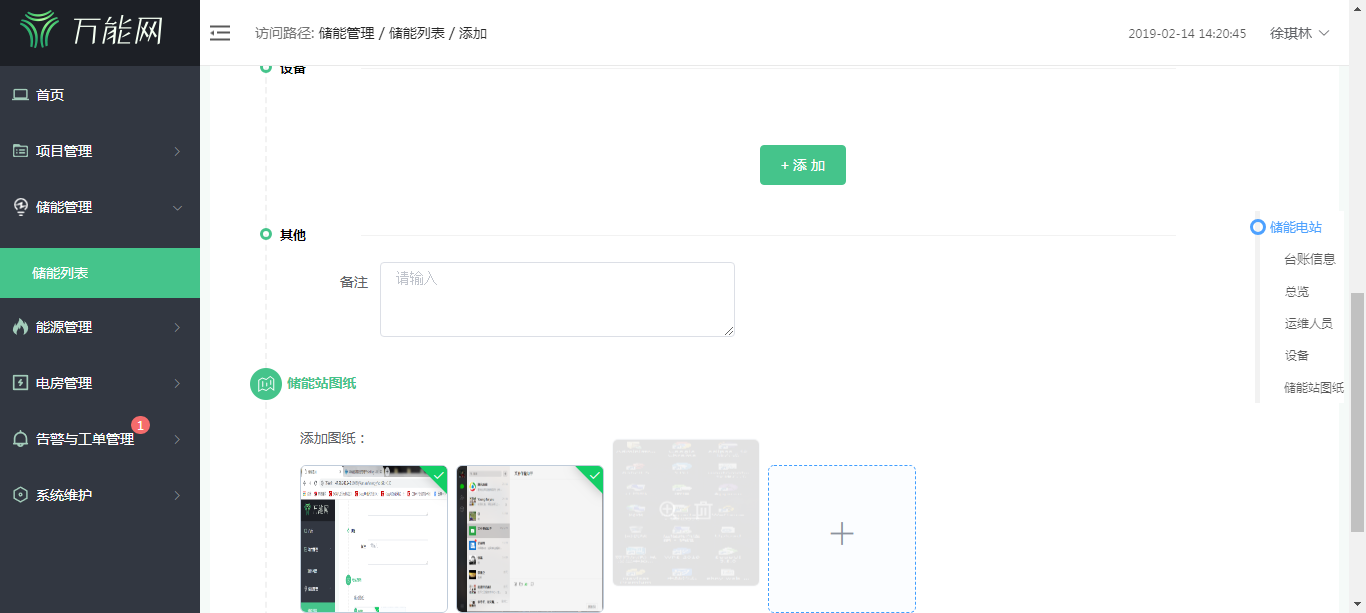 万能网
访问路径: 储能管理 / 储能列表 / 添加
2019-02-14 14:20:45
徐琪林
首页
项目管理
储能管理
储能列表
能源管理
电房管理
告警与工单管理
1
系统维护
设备
+ 添 加
其他
备注
请输入
储能站图纸
添加图纸：
储能电站
台账信息
总览
运维人员
设备
储能站图纸